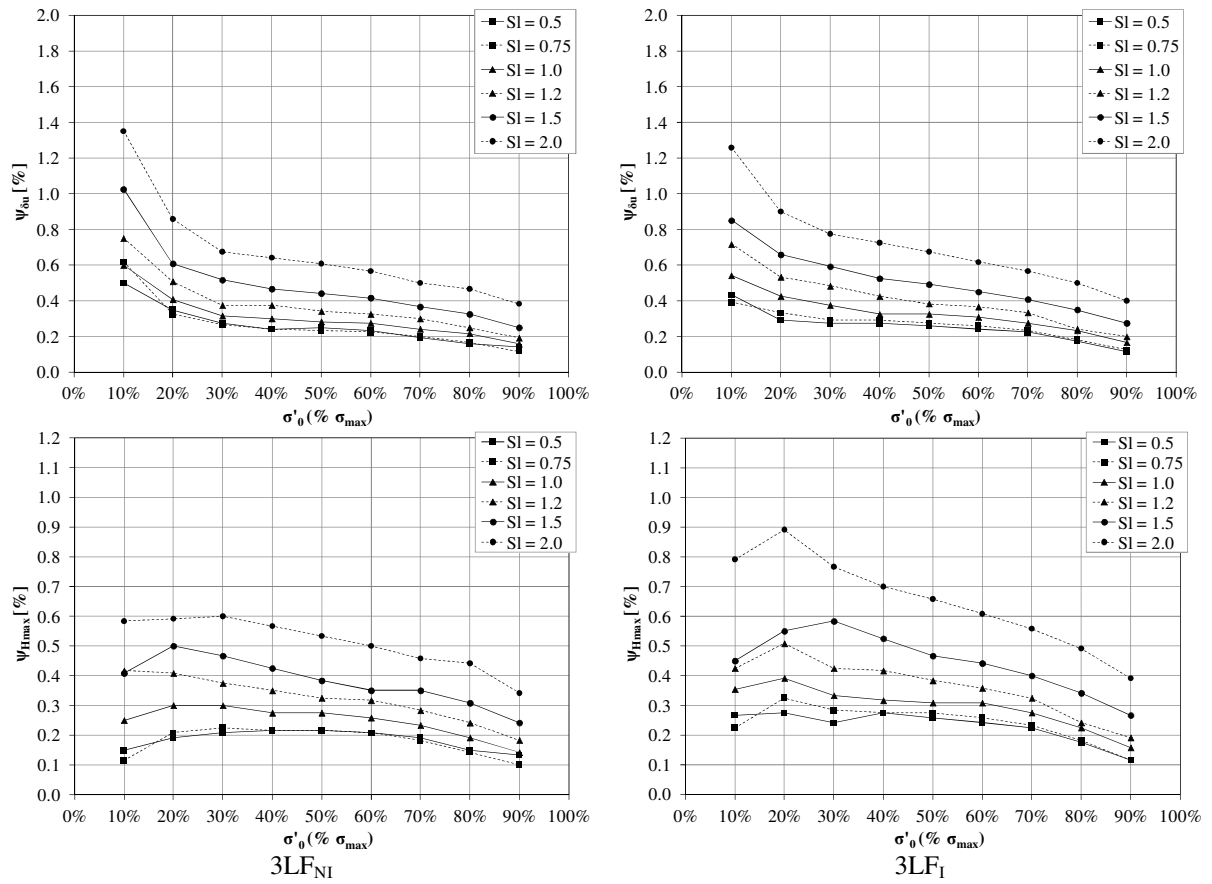 2.0
1.8
1.6
1.4
1.2
1.0
0.8
0.6
0.4
0.2
0.0
ψδu [%]
0% 10% 20% 30% 40% 50% 60% 70% 80% 90% 100%
σ'0 (% σmax)
Sl = 0.5
Sl = 0.75
Sl = 1.0
Sl = 1.2
Sl = 1.5
Sl = 2.0
2.0
1.8
1.6
1.4
1.2
1.0
0.8
0.6
0.4
0.2
0.0
ψδu [%]
0% 10% 20% 30% 40% 50% 60% 70% 80% 90% 100%
σ'0 (% σmax)
Sl = 0.5
Sl = 0.75
Sl = 1.0
Sl = 1.2
Sl = 1.5
Sl = 2.0
1.2
1.1
1.0
0.9
0.8
0.7
0.6
0.5
0.4
0.3
0.2
0.1
0.0
ψHmax [%]
0% 10% 20% 30% 40% 50% 60% 70% 80% 90% 100%
σ'0 (% σmax)
Sl = 0.5
Sl = 0.75
Sl = 1.0
Sl = 1.2
Sl = 1.5
Sl = 2.0
3LFNI
1.2
1.1
1.0
0.9
0.8
0.7
0.6
0.5
0.4
0.3
0.2
0.1
0.0
ψHmax [%]
0% 10% 20% 30% 40% 50% 60% 70% 80% 90% 100%
σ'0 (% σmax)
Sl = 0.5
Sl = 0.75
Sl = 1.0
Sl = 1.2
Sl = 1.5
Sl = 2.0
3LFI